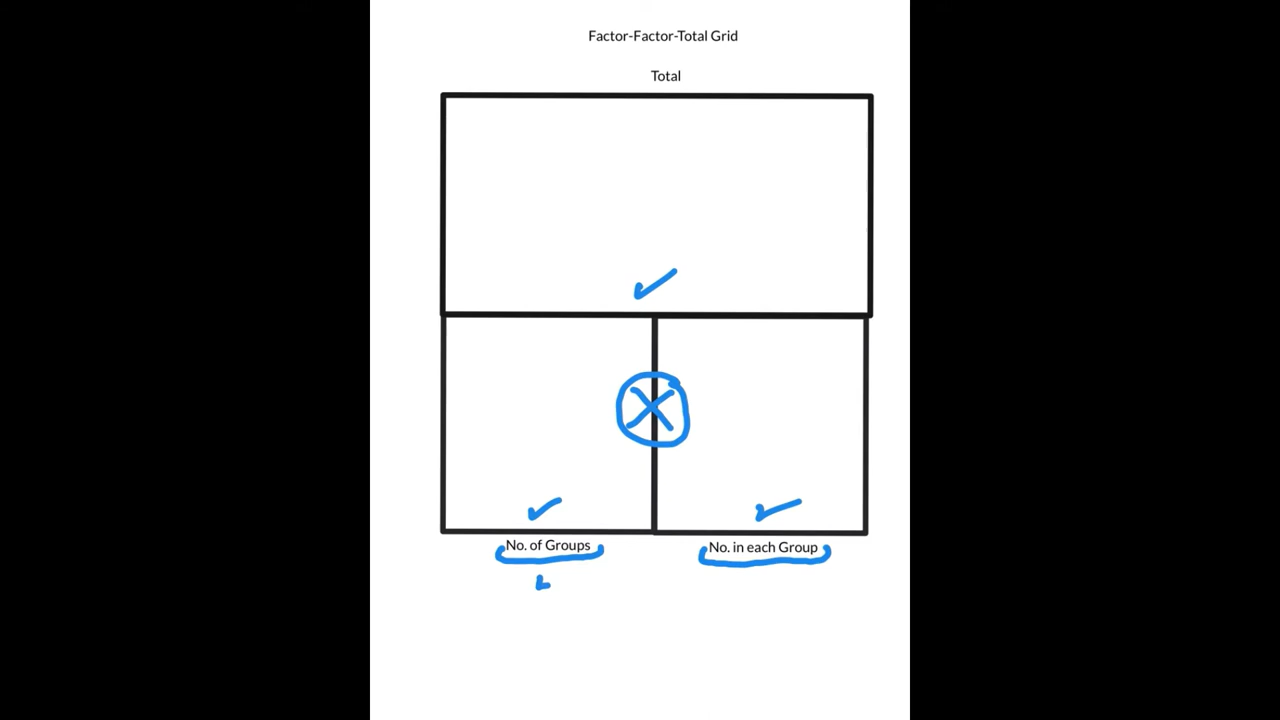 Factor-Factor-Total Grid
Total
No. of Groups
No. in each Group